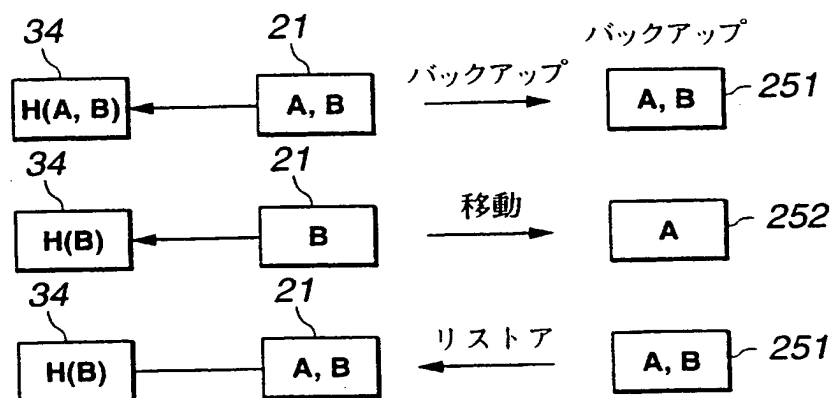 34 21 バックアップ
H(A, B) A, B バックアップ A, B 251
34 21
H(B) B 移動 A 252
34 21
H(B) A, B リストア A, B 251